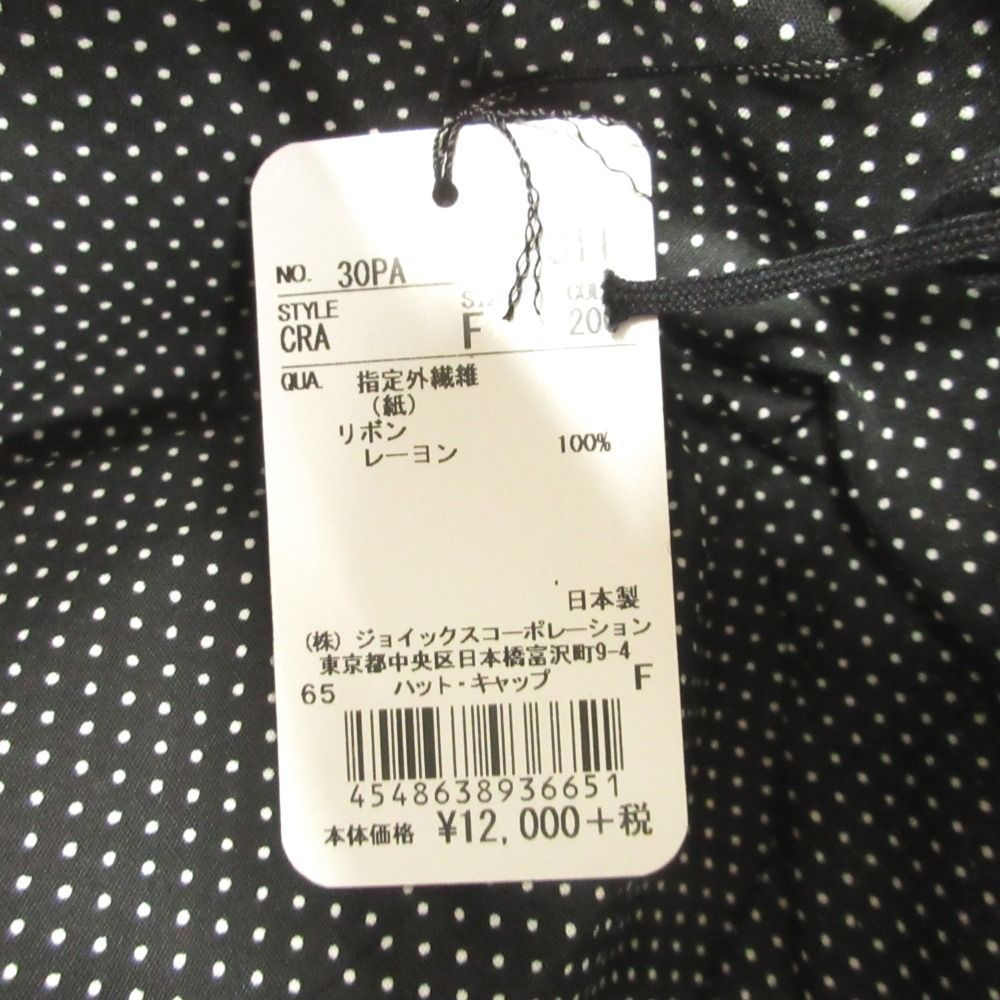 NO. 30PA
STYLE
CRA F
QUA. 指定外繊維
(紙)
リボン
レーヨン 100%
日本製
(株) ジョイックスコーポレーション
東京都中央区日本橋富沢町9-4
65 ハット・キャップ F
4548638936651
本体価格 ¥12,000+税